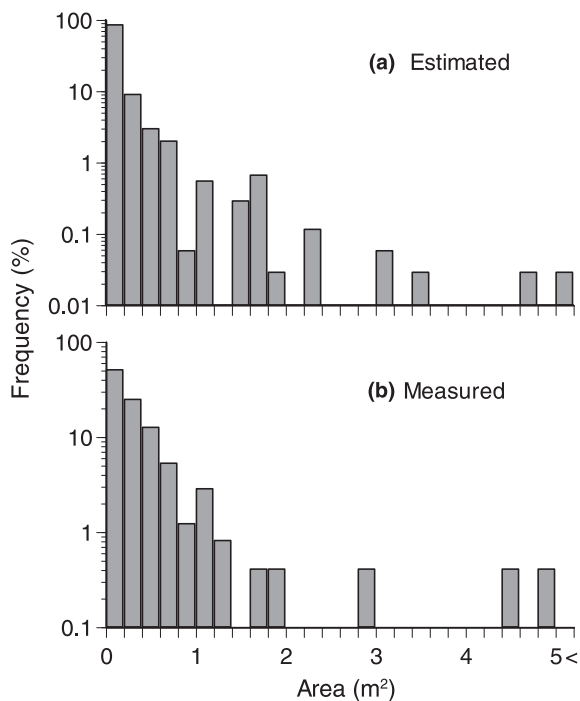 100
(a) Estimated
10
1
0.1
0.01
Frequency (%)
100
(b) Measured
10
1
0.1
0 1 2 3 4 5<
Area (m²)